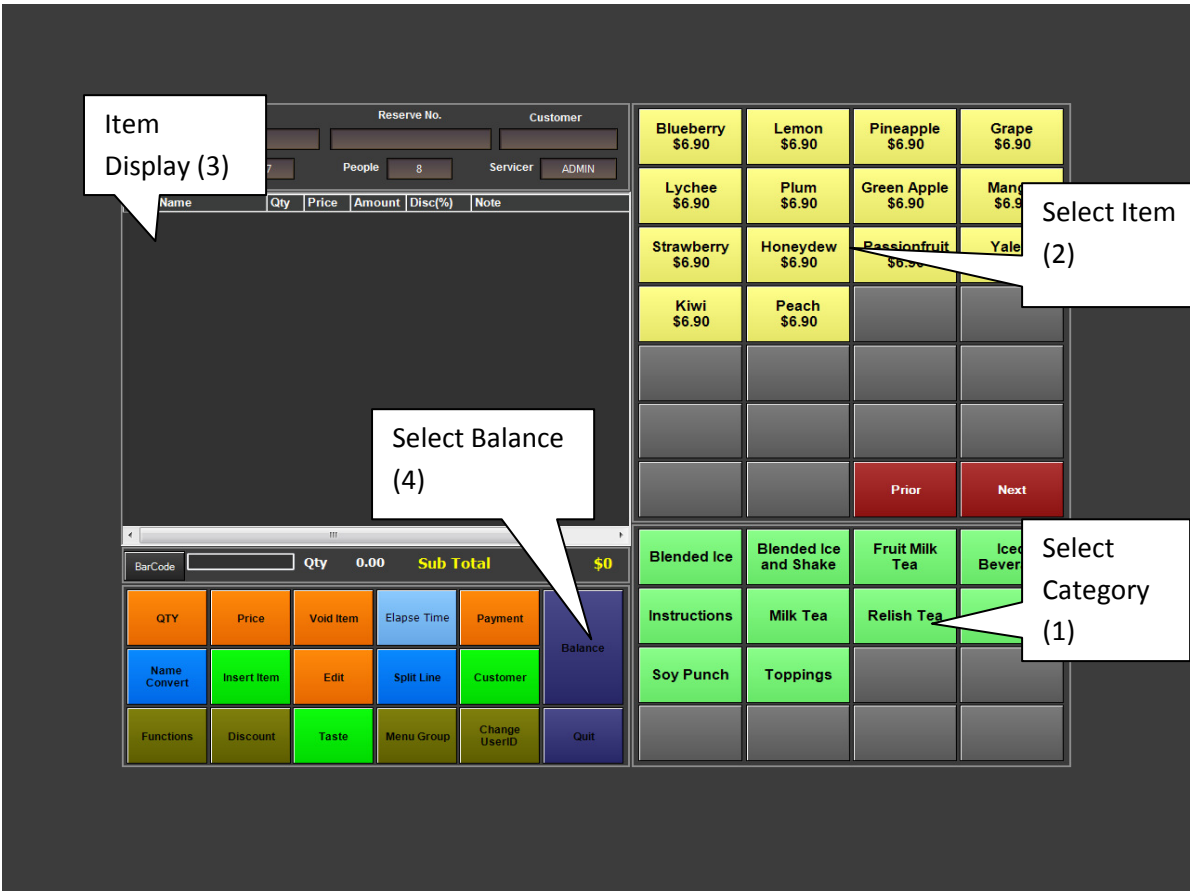 Item
Display (3)
Reserve No.
Customer
7
People
8
Servicer
ADMIN
Name
Qty
Price
Amount
Disc(%)
Note
Blueberry
$6.90
Lemon
$6.90
Pineapple
$6.90
Grape
$6.90
Lychee
$6.90
Plum
$6.90
Green Apple
$6.90
Select Item
(2)
Strawberry
$6.90
Honeydew
$6.90
Passionfruit
$6.90
Kiwi
$6.90
Peach
$6.90
Select Balance
(4)
Prior
Next
BarCode
Qty
0.00
Sub Total
$0
Blended Ice
Blended Ice
and Shake
Fruit Milk
Tea
Select
Category
(1)
Instructions
Milk Tea
Relish Tea
Soy Punch
Toppings
QTY
Price
Void Item
Elapse Time
Payment
Balance
Name
Convert
Insert Item
Edit
Split Line
Customer
Functions
Discount
Taste
Menu Group
Change
UserID
Quit